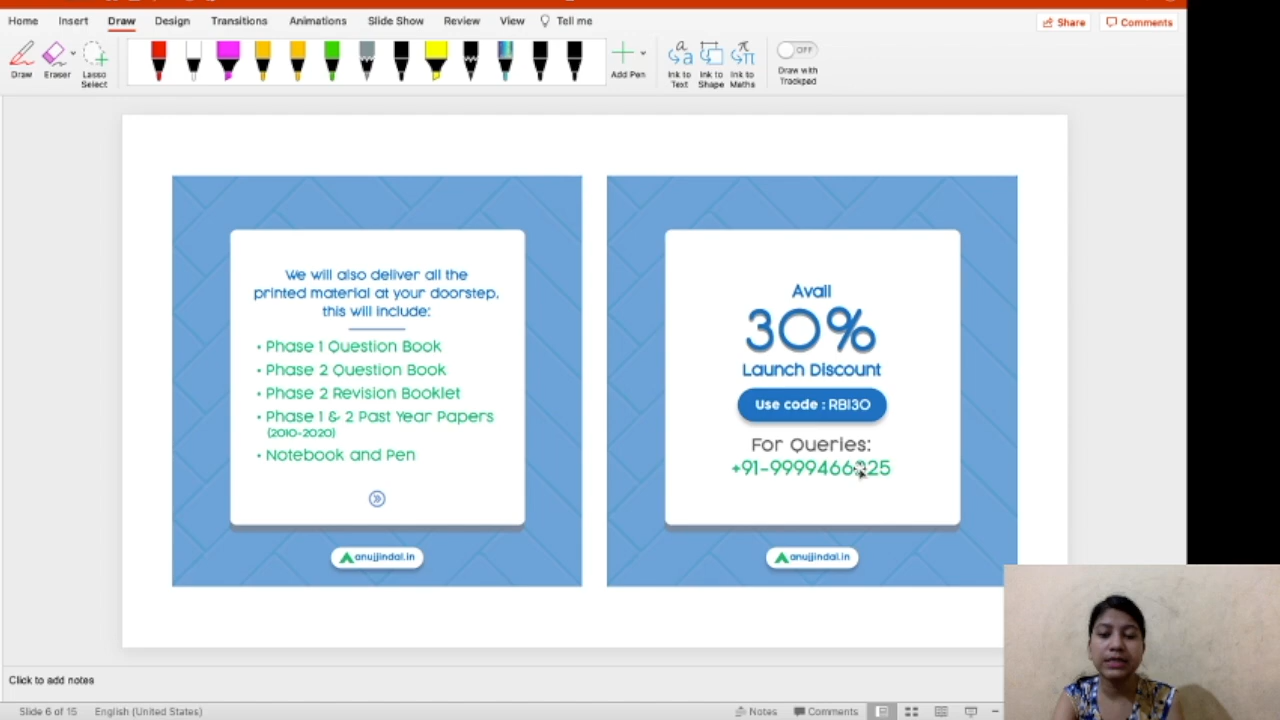 Home Insert Draw Design Transitions Animations Slide Show Review View Tell me
Share Comments
Draw Eraser Lasso Select
Add Pen
Ink to Text
Ink to Shape
Ink to Maths
OFF
Draw with Trackpad
We will also deliver all the
printed material at your doorstep,
this will include:
• Phase 1 Question Book
• Phase 2 Question Book
• Phase 2 Revision Booklet
• Phase 1 & 2 Past Year Papers
(2010-2020)
• Notebook and Pen
anujjindal.in
Avail
30%
Launch Discount
Use code : RBI30
For Queries:
anujjindal.in
Click to add notes
Slide 6 of 15 English (United States) Notes Comments